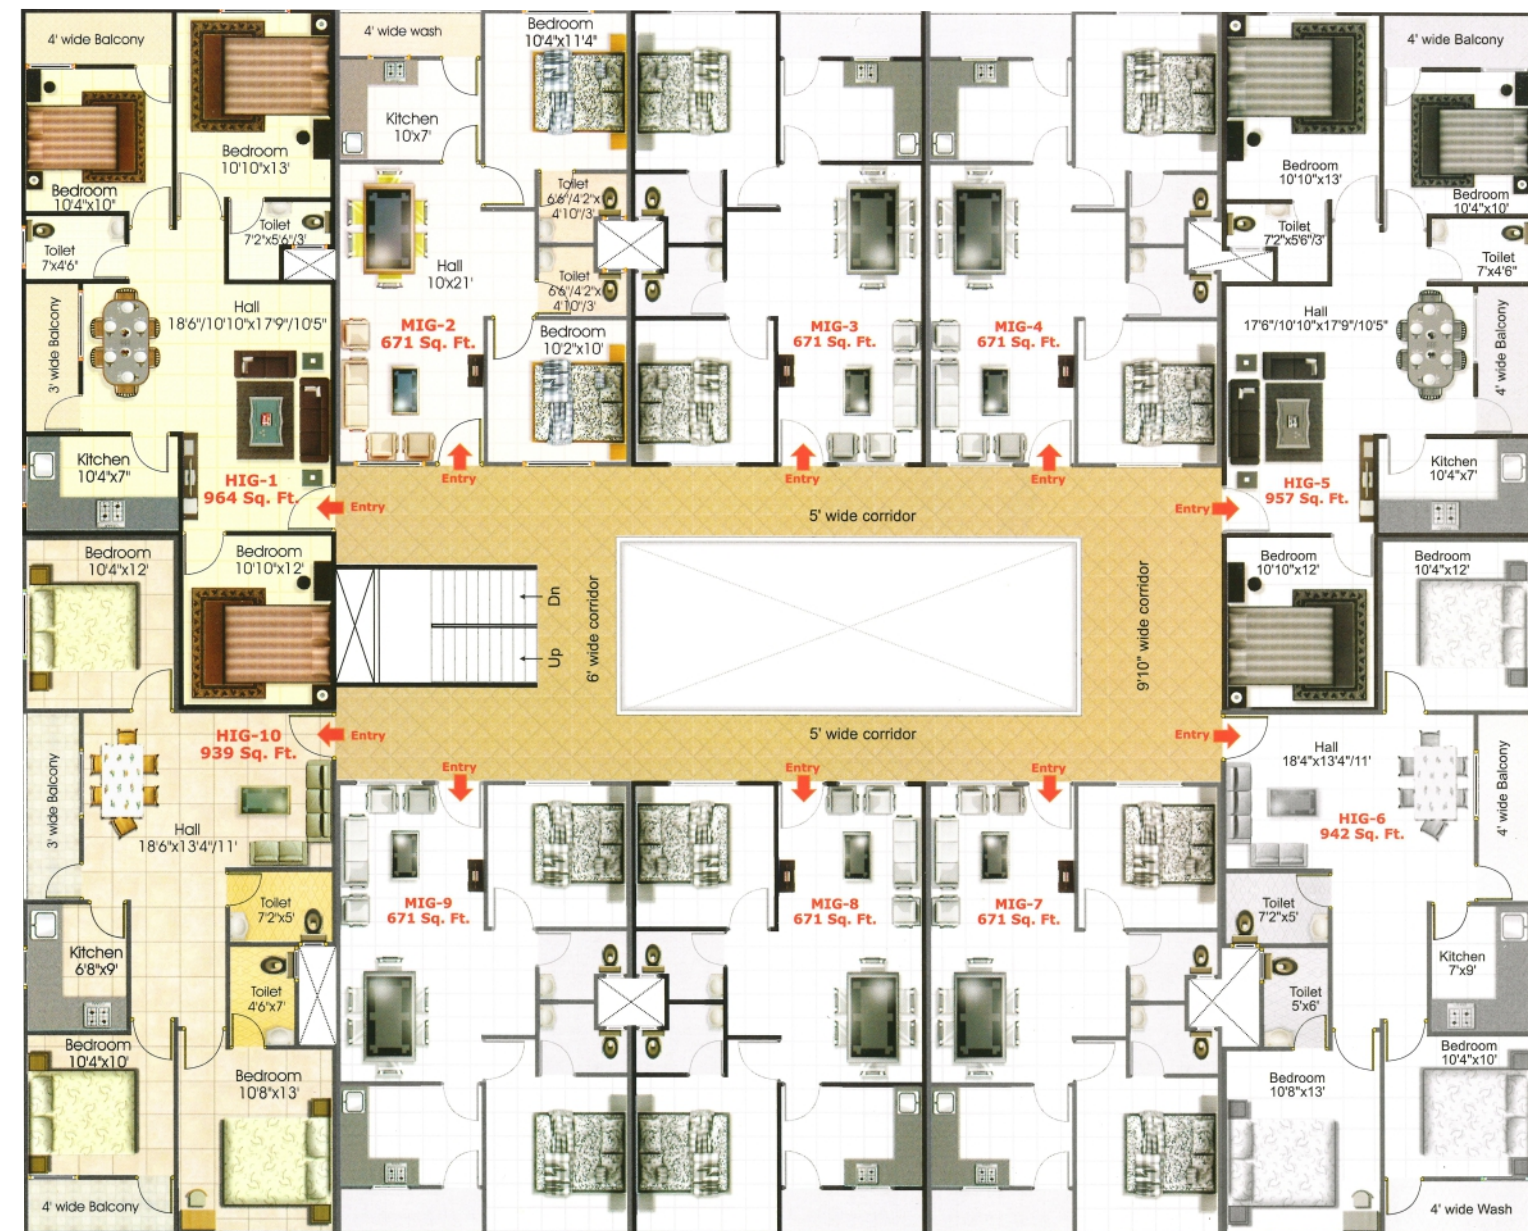 4' wide Balcony
Bedroom
10'4"x10"
Bedroom
10'10"x13'
Toilet
7'x4'6"
Toilet
7'2"x5'6"/3'
3' wide Balcony
Hall
18'6"/10'10"x17'9"/10'5"
Kitchen
10'4"x7"
HIG-1
964 Sq. Ft.
Entry
Bedroom
10'10"x12'
4' wide wash
Kitchen
10'x7'
Bedroom
10'4"x11'4"
Toilet
6'6"/4'2"x
4'10"/3'
Hall
10'x21'
Toilet
6'6"/4'2"x
4'10"/3'
MIG-2
671 Sq. Ft.
Bedroom
10'2"x10'
Entry
MIG-3
671 Sq. Ft.
Entry
MIG-4
671 Sq. Ft.
Entry
4' wide Balcony
Bedroom
10'10"x13'
Bedroom
10'4"x10'
Toilet
7'2"x5'6"/3'
Toilet
7'x4'6"
Hall
17'6"/10'10"x17'9"/10'5"
4' wide Balcony
Kitchen
10'4"x7'
HIG-5
957 Sq. Ft.
Entry
Bedroom
10'10"x12'
5' wide corridor
6' wide corridor
9'10" wide corridor
5' wide corridor
Dn
Up
Bedroom
10'4"x12'
HIG-10
939 Sq. Ft.
Entry
3' wide Balcony
Hall
18'6"x13'4"/11'
Toilet
7'2"x5'
Kitchen
6'8"x9'
Toilet
4'6"x7'
Bedroom
10'4"x10'
Bedroom
10'8"x13'
4' wide Balcony
Entry
MIG-9
671 Sq. Ft.
Entry
MIG-8
671 Sq. Ft.
Entry
MIG-7
671 Sq. Ft.
Bedroom
10'4"x12'
Entry
Hall
18'4"x13'4"/11'
4' wide Balcony
HIG-6
942 Sq. Ft.
Toilet
7'2"x5'
Kitchen
7'x9'
Toilet
5'x6'
Bedroom
10'4"x10'
Bedroom
10'8"x13'
4' wide Wash